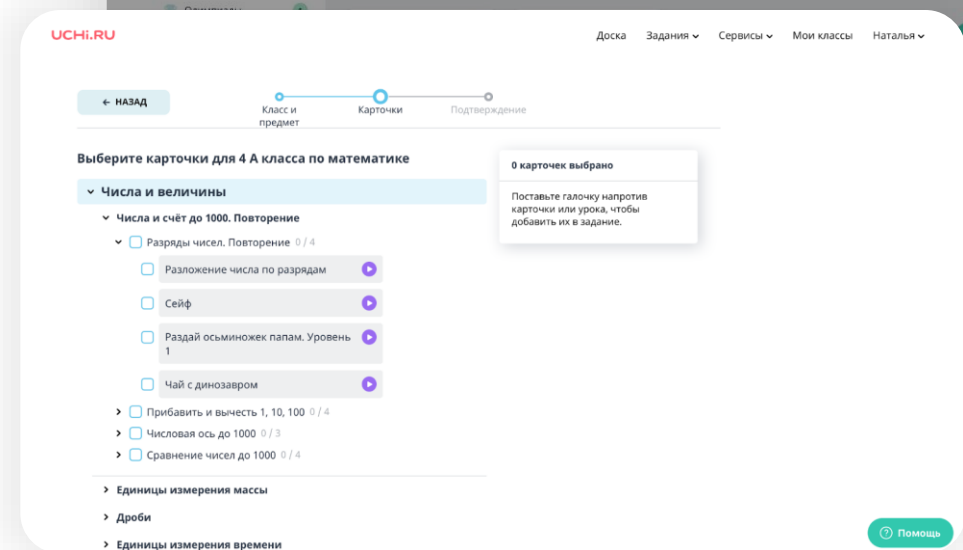 Олимпиады
UCHi.RU
Доска Задания Сервисы Мои классы Наталья
← НАЗАД
Класс и
предмет
Карточки
Подтверждение
Выберите карточки для 4 А класса по математике
0 карточек выбрано
Поставьте галочку напротив
карточки или урока, чтобы
добавить их в задание.
Числа и величины
Числа и счёт до 1000. Повторение
Разряды чисел. Повторение 0 / 4
Разложение числа по разрядам
Сейф
Раздай осьминожек папам. Уровень
1
Чай с динозавром
Прибавить и вычесть 1, 10, 100 0 / 4
Числовая ось до 1000 0 / 3
Сравнение чисел до 1000 0 / 4
Единицы измерения массы
Дроби
Единицы измерения времени
Помощь